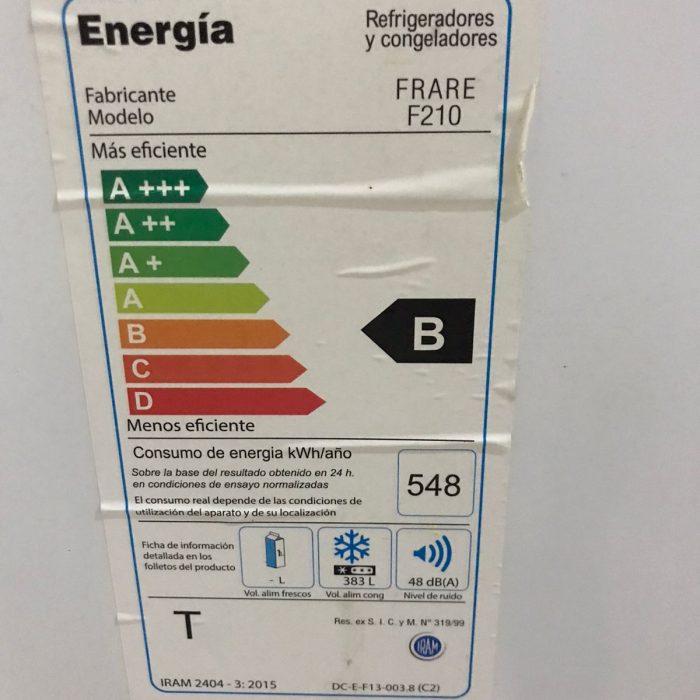 Energía
Refrigeradores
y congeladores
Fabricante
FRARE
Modelo
F210
Más eficiente
A +++
A ++
A +
A
B
B
C
D
Menos eficiente
Consumo de energia kWh/año
Sobre la base del resultado obtenido en 24 h.
en condiciones de ensayo normalizadas
548
El consumo real depende de las condiciones de
utilización del aparato y de su localización
Ficha de información
detallada en los
folletos del producto
- L
Vol. alim frescos
383 L
Vol. alim cong
48 dB(A)
Nivel de ruido
T
Res. ex S. I. C. y M. N° 319/99
IRAM
IRAM 2404 - 3: 2015
DC-E-F13-003.8 (C2)